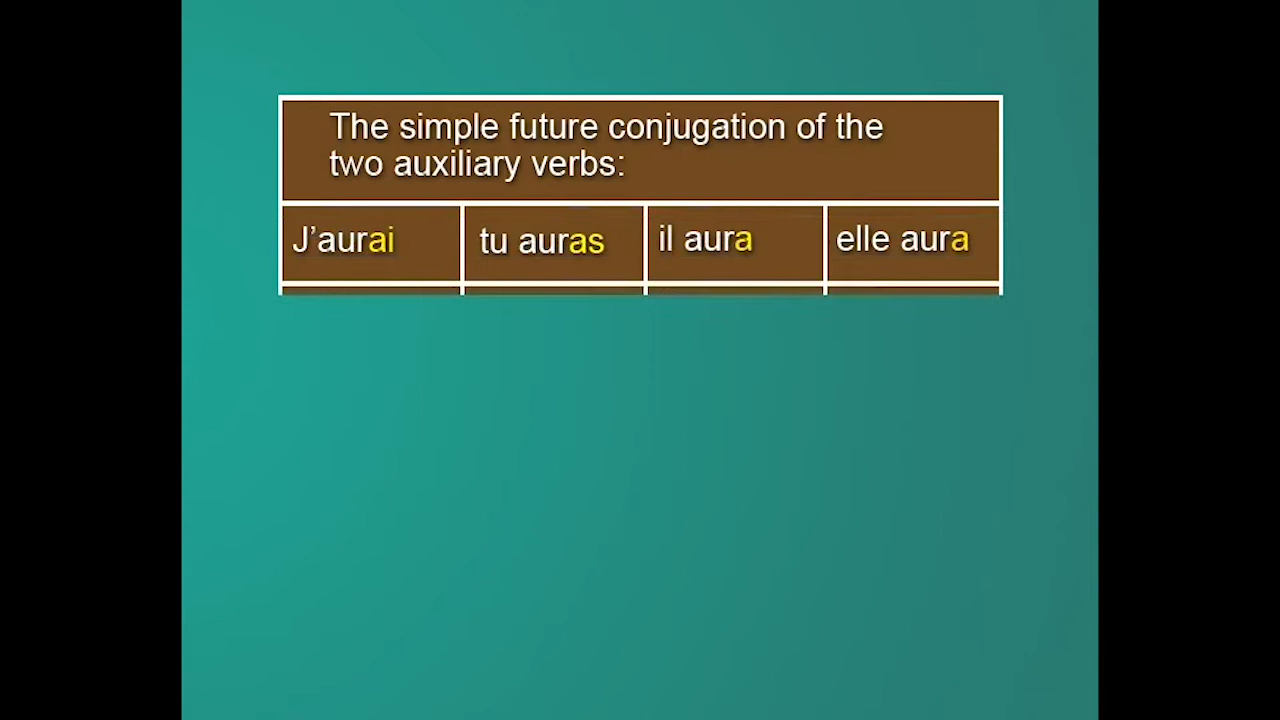 The simple future conjugation of the
two auxiliary verbs:
J’aurai tu auras il aura elle aura